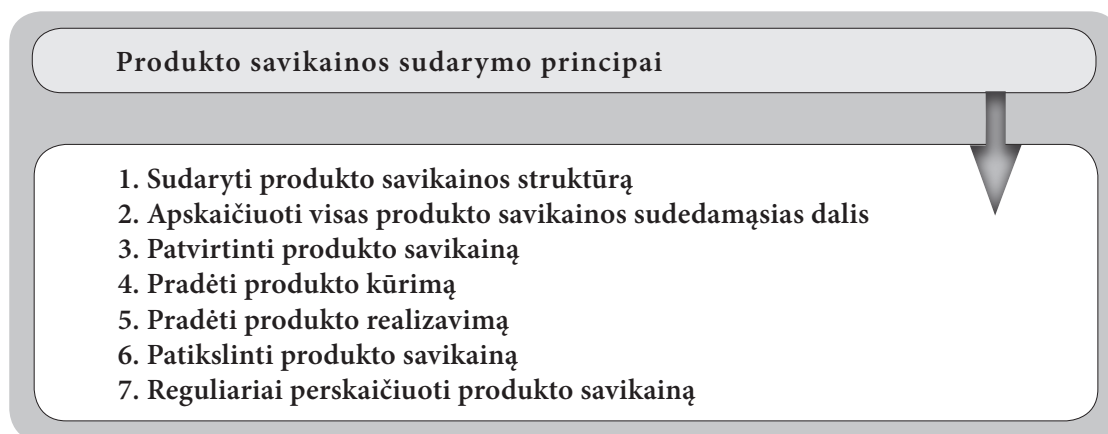 Produkto savikainos sudarymo principai
1. Sudaryti produkto savikainos struktūrą
2. Apskaičiuoti visas produkto savikainos sudedamąsias dalis
3. Patvirtinti produkto savikainą
4. Pradėti produkto kūrimą
5. Pradėti produkto realizavimą
6. Patikslinti produkto savikainą
7. Reguliariai perskaičiuoti produkto savikainą